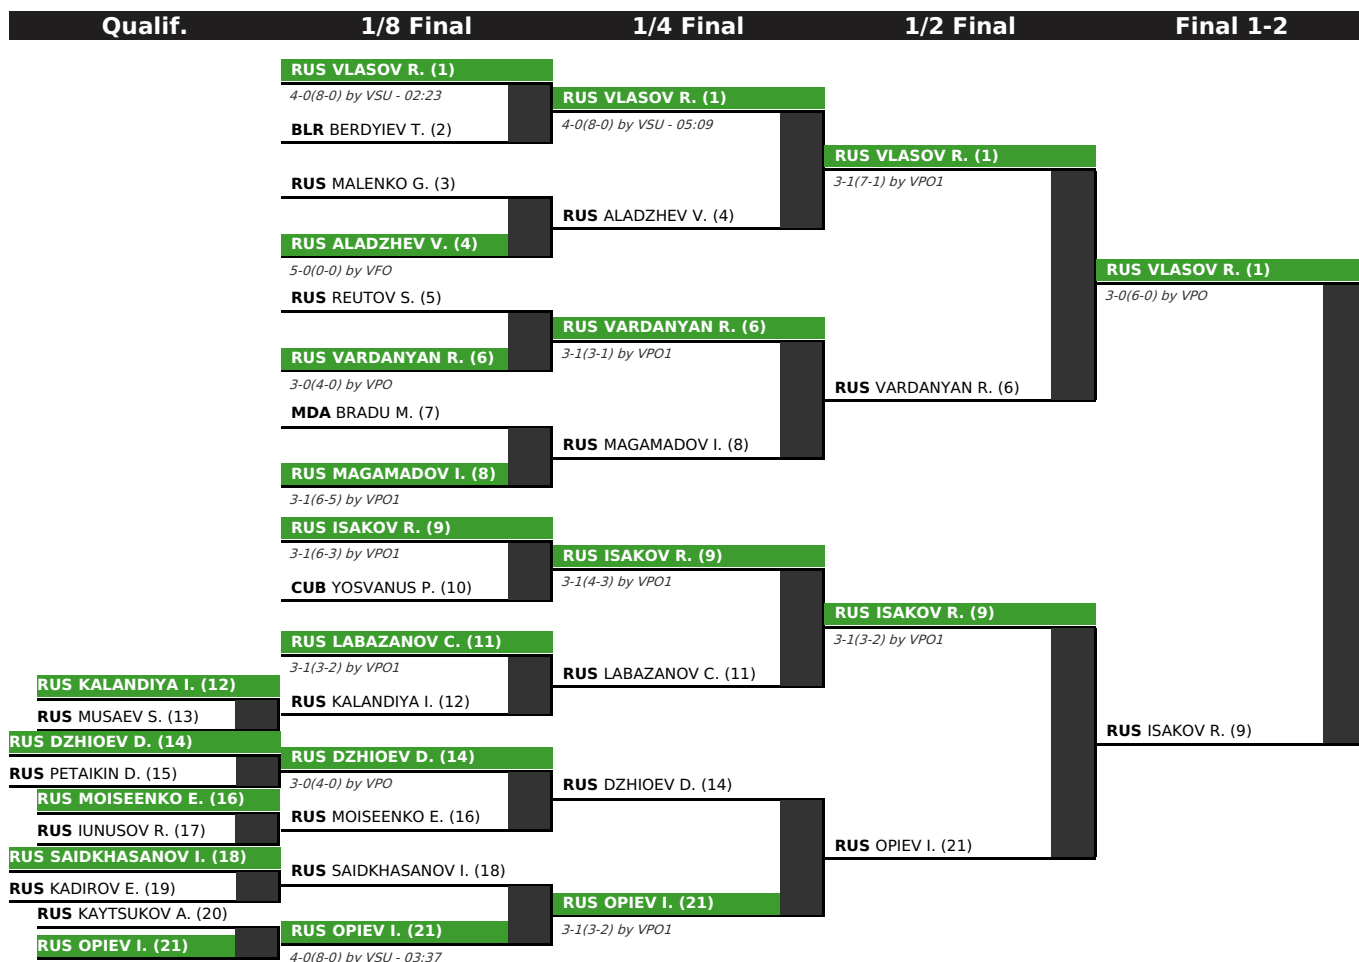 Qualif.
1/8 Final
1/4 Final
1/2 Final
Final 1-2
RUS KALANDIYA I. (12)
RUS MUSAEV S. (13)
RUS DZHIOEV D. (14)
RUS PETAIKIN D. (15)
RUS MOISEENKO E. (16)
RUS IUNUSOV R. (17)
RUS SAIDKHASANOV I. (18)
RUS KADIROV E. (19)
RUS KAYTSUKOV A. (20)
RUS OPIEV I. (21)
RUS VLASOV R. (1)
4-0(8-0) by VSU - 02:23
BLR BERDYIEV T. (2)
RUS MALENKO G. (3)
RUS ALADZHEV V. (4)
5-0(0-0) by VFO
RUS REUTOV S. (5)
RUS VARDANYAN R. (6)
3-0(4-0) by VPO
MDA BRADU M. (7)
RUS MAGAMADOV I. (8)
3-1(6-5) by VPO1
RUS ISAKOV R. (9)
3-1(6-3) by VPO1
CUB YOSVANUS P. (10)
RUS LABAZANOV C. (11)
3-1(3-2) by VPO1
RUS KALANDIYA I. (12)
RUS DZHIOEV D. (14)
3-0(4-0) by VPO
RUS MOISEENKO E. (16)
RUS SAIDKHASANOV I. (18)
RUS OPIEV I. (21)
4-0(8-0) by VSU - 03:37
RUS VLASOV R. (1)
4-0(8-0) by VSU - 05:09
RUS ALADZHEV V. (4)
RUS VARDANYAN R. (6)
3-1(3-1) by VPO1
RUS MAGAMADOV I. (8)
RUS ISAKOV R. (9)
3-1(4-3) by VPO1
RUS LABAZANOV C. (11)
RUS DZHIOEV D. (14)
RUS OPIEV I. (21)
3-1(3-2) by VPO1
RUS VLASOV R. (1)
3-1(7-1) by VPO1
RUS VARDANYAN R. (6)
RUS ISAKOV R. (9)
3-1(3-2) by VPO1
RUS OPIEV I. (21)
RUS VLASOV R. (1)
3-0(6-0) by VPO
RUS ISAKOV R. (9)